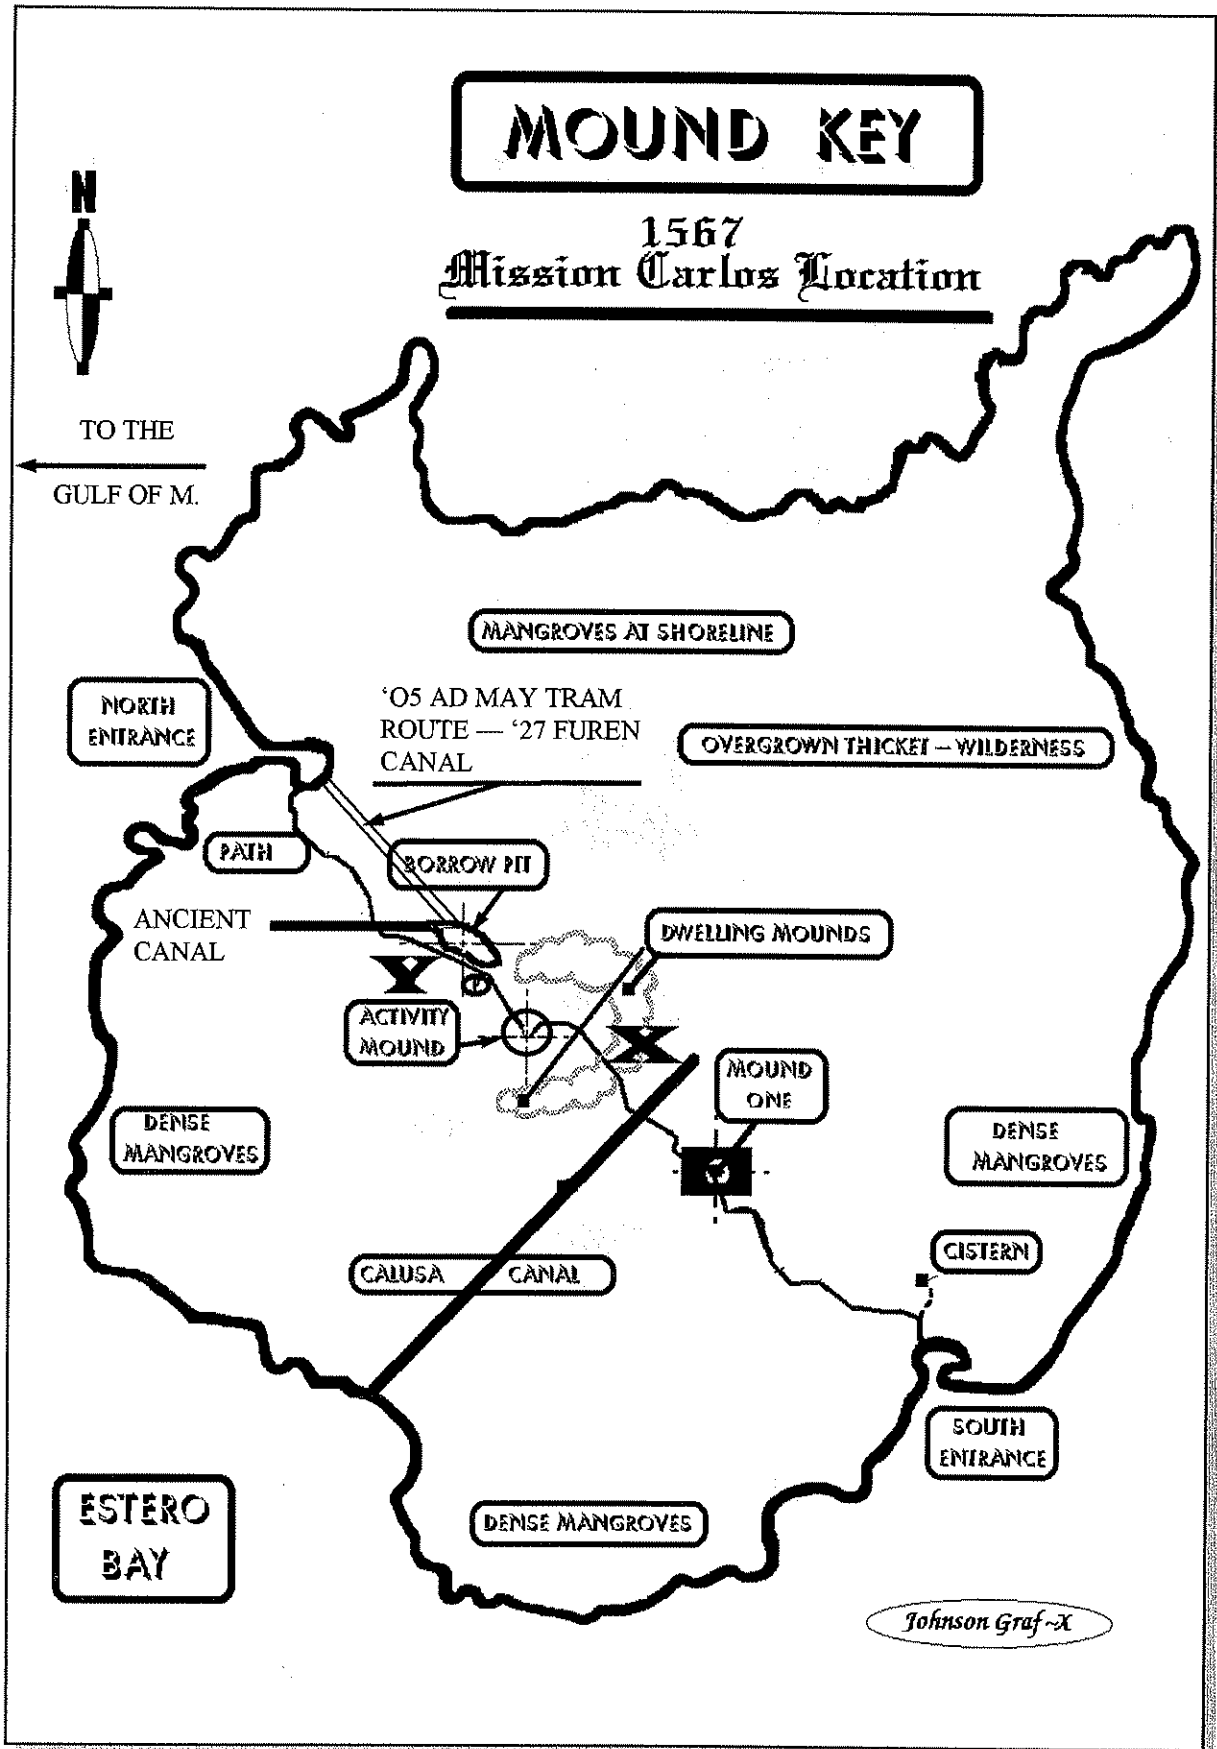 MOUND KEY
1567
Mission Carlos Location
N
TO THE
GULF OF M.
MANGROVES AT SHORELINE
NORTH
ENTRANCE
‘O5 AD MAY TRAM
ROUTE — ‘27 FUREN
CANAL
OVERGROWN THICKET – WILDERNESS
PATH
BORROW PIT
ANCIENT
CANAL
DWELLING MOUNDS
Y
ACTIVITY
MOUND
X
MOUND
ONE
DENSE
MANGROVES
DENSE
MANGROVES
CISTERN
CALUSA CANAL
SOUTH
ENTRANCE
ESTERO
BAY
DENSE MANGROVES
Johnson Graf~X